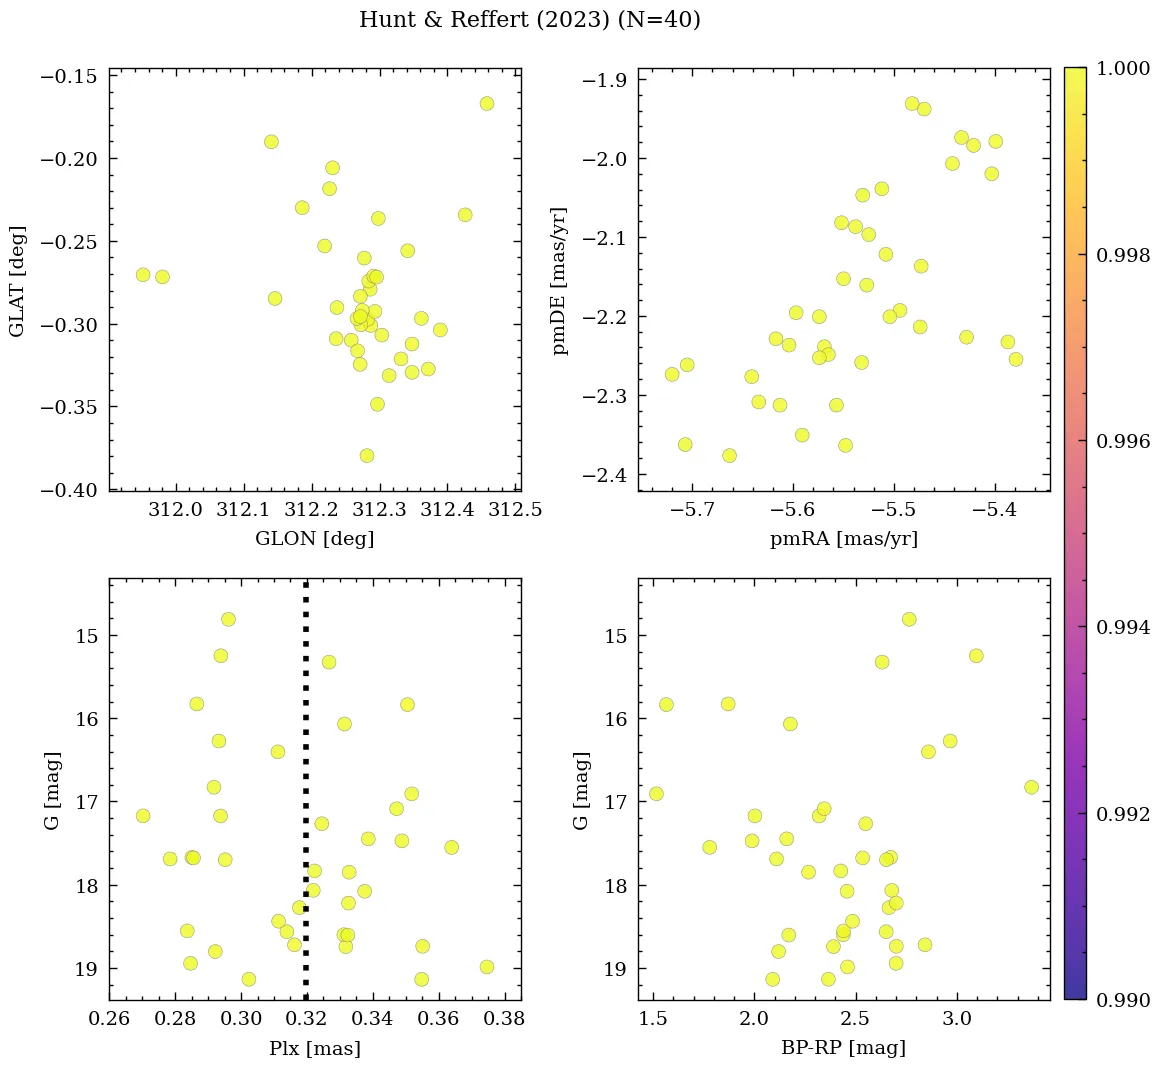 Hunt & Reffert (2023) (N=40)
−0.15
−0.20
−0.25
−0.30
−0.35
−0.40
GLAT [deg]
312.0 312.1 312.2 312.3 312.4 312.5
GLON [deg]
−1.9
−2.0
−2.1
−2.2
−2.3
−2.4
pmDE [mas/yr]
−5.7 −5.6 −5.5 −5.4
pmRA [mas/yr]
1.000
0.998
0.996
0.994
0.992
0.990
15
16
17
18
19
G [mag]
0.26 0.28 0.30 0.32 0.34 0.36 0.38
Plx [mas]
15
16
17
18
19
G [mag]
1.5 2.0 2.5 3.0
BP-RP [mag]